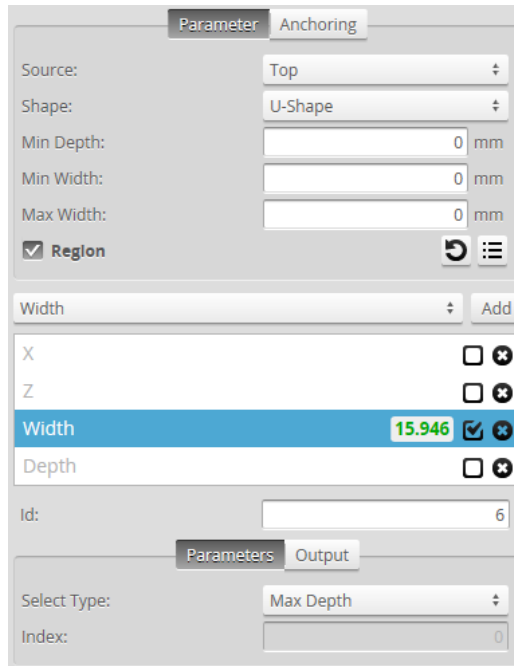 Parameter Anchoring
Source: Top
Shape: U-Shape
Min Depth: 0 mm
Min Width: 0 mm
Max Width: 0 mm
Region
Width Add
X
Z
Width 15.946
Depth
Id: 6
Parameters Output
Select Type: Max Depth
Index: 0